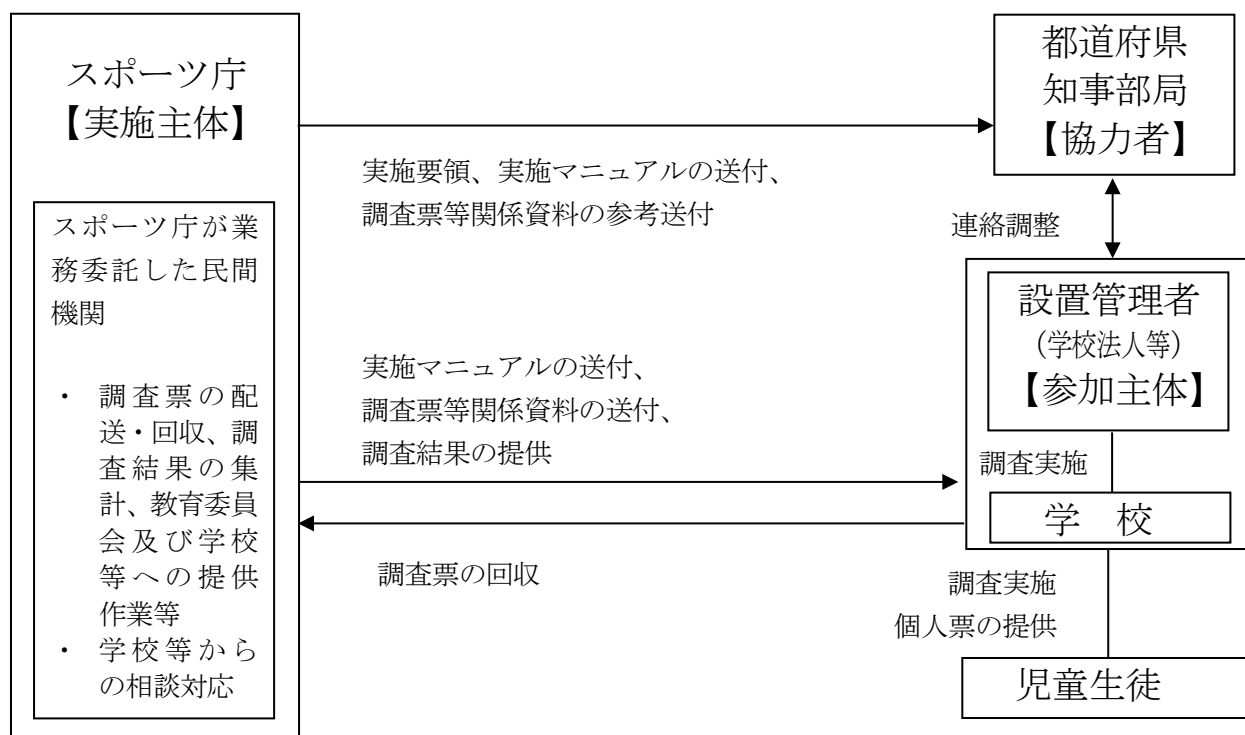 スポーツ庁
【実施主体】
スポーツ庁が業
務委託した民間
機関
・ 調査票の配
送・回収、調
査結果の集
計、教育委員
会及び学校
等への提供
作業等
・ 学校等から
の相談対応
実施要領、実施マニュアルの送付、
調査票等関係資料の参考送付
実施マニュアルの送付、
調査票等関係資料の送付、
調査結果の提供
調査票の回収
都道府県
知事部局
【協力者】
連絡調整
設置管理者
（学校法人等）
【参加主体】
調査実施
学　校
調査実施
個人票の提供
児童生徒